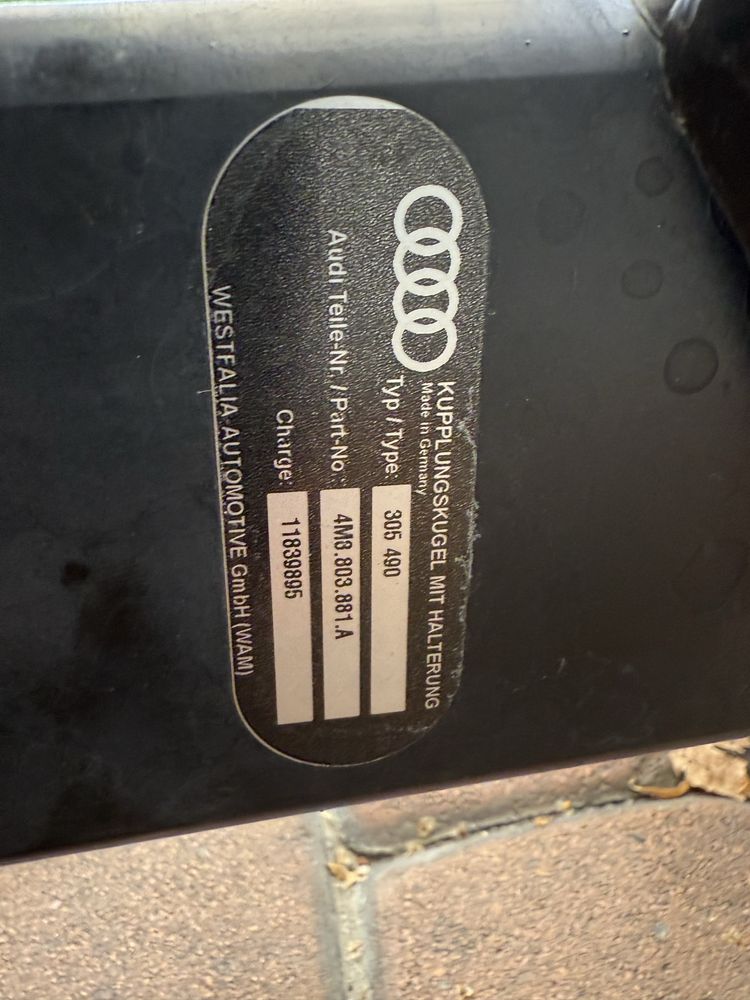 KUPPLUNGSKUGEL MIT HALTERUNG
Made in Germany
Typ / Type: 305 490
Audi Teile-Nr. / Part-No.: 4M8.803.881.A
Charge: 11839895
WESTFALIA-AUTOMOTIVE GmbH (WAM)